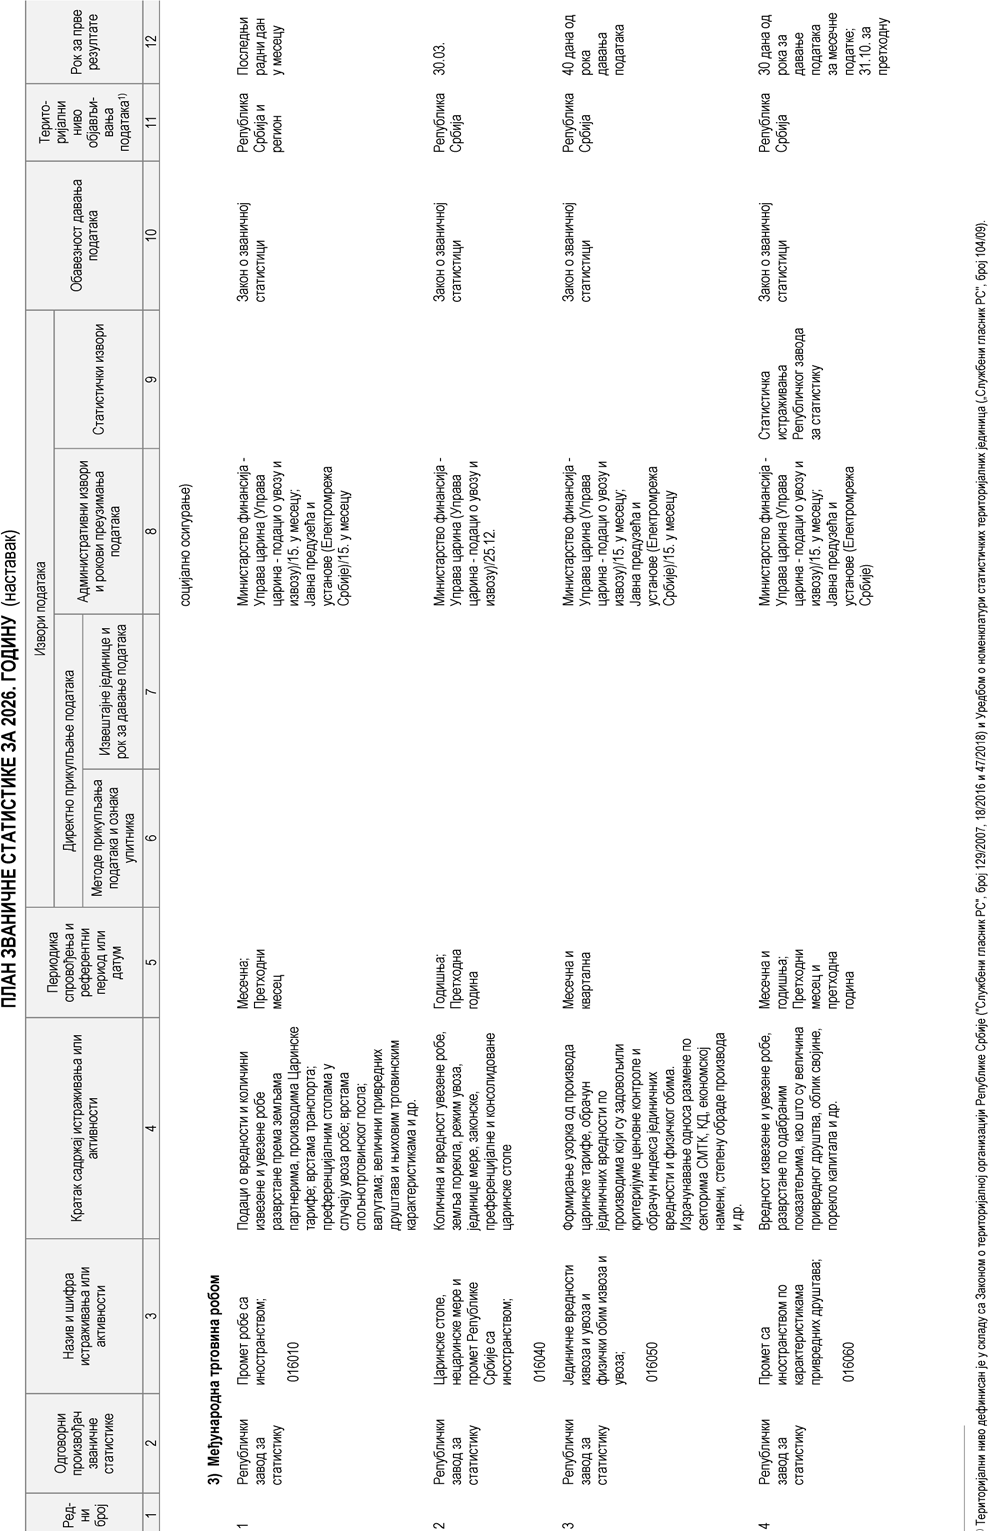 ПЛАН ЗВАНИЧНЕ СТАТИСТИКЕ ЗА 2026. ГОДИНУ (наставак)
Ред-
ни
број
Одговорни
произвођач
званичне
статистике
Назив и шифра
истраживања или
активности
Кратак садржај истраживања или
активности
Периодика
спровођења и
референтни
период или
датум
Извори података
Директно прикупљање података
Методе прикупљања
података и ознака
упитника
Извештајне јединице и
рок за давање података
Административни извори
и рокови преузимања
података
Статистички извори
Обавезност давања
података
Терито-
ријални
ниво
објављи-
вања
података1)
Рок за прве
резултате
1 2 3 4 5 6 7 8 9 10 11 12
социјално осигурање)
3) Међународна трговина робом
1
Републички
завод за
статистику
Промет робе са
иностранством;
016010
Подаци о вредности и количини
извезене и увезене робе
разврстане према земљама
партнерима, производима Царинске
тарифе; врстама транспорта;
преференцијалним стопама у
случају увоза робе; врстама
спољнотрговинског посла;
валутама; величини привредних
друштава и њиховим трговинским
карактеристикама и др.
Месечна;
Претходни
месец
Министарство финансија -
Управа царина (Управа
царина - подаци о увозу и
извозу)/15. у месецу;
Јавна предузећа и
установе (Електромрежа
Србије)/15. у месецу
Закон о званичној
статистици
Република
Србија и
регион
Последњи
радни дан
у месецу
2
Републички
завод за
статистику
Царинске стопе,
нецаринске мере и
промет Републике
Србије са
иностранством;
016040
Количина и вредност увезене робе,
земља порекла, режим увоза,
јединице мере, законске,
преференцијалне и консолидоване
царинске стопе
Годишња;
Претходна
година
Министарство финансија -
Управа царина (Управа
царина - подаци о увозу и
извозу)/25.12.
Закон о званичној
статистици
Република
Србија
30.03.
3
Републички
завод за
статистику
Јединичне вредности
извоза и увоза и
физички обим извоза и
увоза;
016050
Формирање узорка од производа
царинске тарифе, обрачун
јединичних вредности по
производима који су задовољили
критеријуме ценовне контроле и
обрачун индекса јединичних
вредности и физичког обима.
Израчунавање односа размене по
секторима СМТК, КД, економској
намени, степену обраде производа
и др.
Месечна и
квартална
Министарство финансија -
Управа царина (Управа
царина - подаци о увозу и
извозу)/15. у месецу;
Јавна предузећа и
установе (Електромрежа
Србије)/15. у месецу
Закон о званичној
статистици
Република
Србија
40 дана од
рока
давања
података
4
Републички
завод за
статистику
Промет са
иностранством по
карактеристикама
привредних друштава;
016060
Вредност извезене и увезене робе,
разврстане по одабраним
показатељима, као што су величина
привредног друштва, облик својине,
порекло капитала и др.
Месечна и
годишња;
Претходни
месец и
претходна
година
Министарство финансија -
Управа царина (Управа
царина - подаци о увозу и
извозу)/15. у месецу;
Јавна предузећа и
установе (Електромрежа
Србије)
Статистичка
истраживања
Републичког завода
за статистику
Закон о званичној
статистици
Република
Србија
30 дана од
рока за
давање
података
за месечне
податке;
31.10. за
претходну
) Територијални ниво дефинисан је у складу са Законом о територијалној организацији Републике Србије ("Службени гласник РС", број 129/2007, 18/2016 и 47/2018) и Уредбом о номенклатури статистичких територијалних јединица („Службени гласник РС", број 104/09).